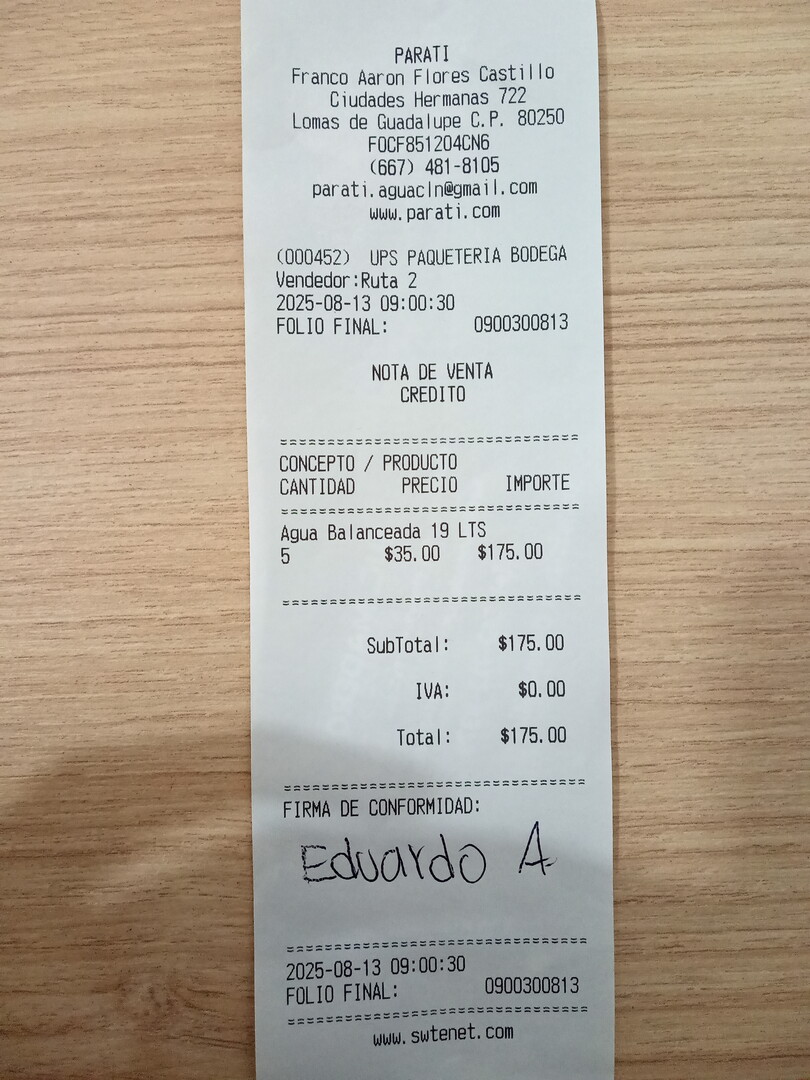 PARATI
Franco Aaron Flores Castillo
Ciudades Hermanas 722
Lomas de Guadalupe C.P. 80250
FOCF851204CN6
(667) 481-8105
parati.aguacln@gmail.com
www.parati.com
(000452) UPS PAQUETERIA BODEGA
Vendedor:Ruta 2
2025-08-13 09:00:30
FOLIO FINAL: 0900300813
NOTA DE VENTA
CREDITO
================================
CONCEPTO / PRODUCTO
CANTIDAD PRECIO IMPORTE
================================
Agua Balanceada 19 LTS
5 $35.00 $175.00
================================
SubTotal: $175.00
IVA: $0.00
Total: $175.00
================================
FIRMA DE CONFORMIDAD:
Eduardo A
================================
2025-08-13 09:00:30
FOLIO FINAL: 0900300813
================================
www.swtenet.com